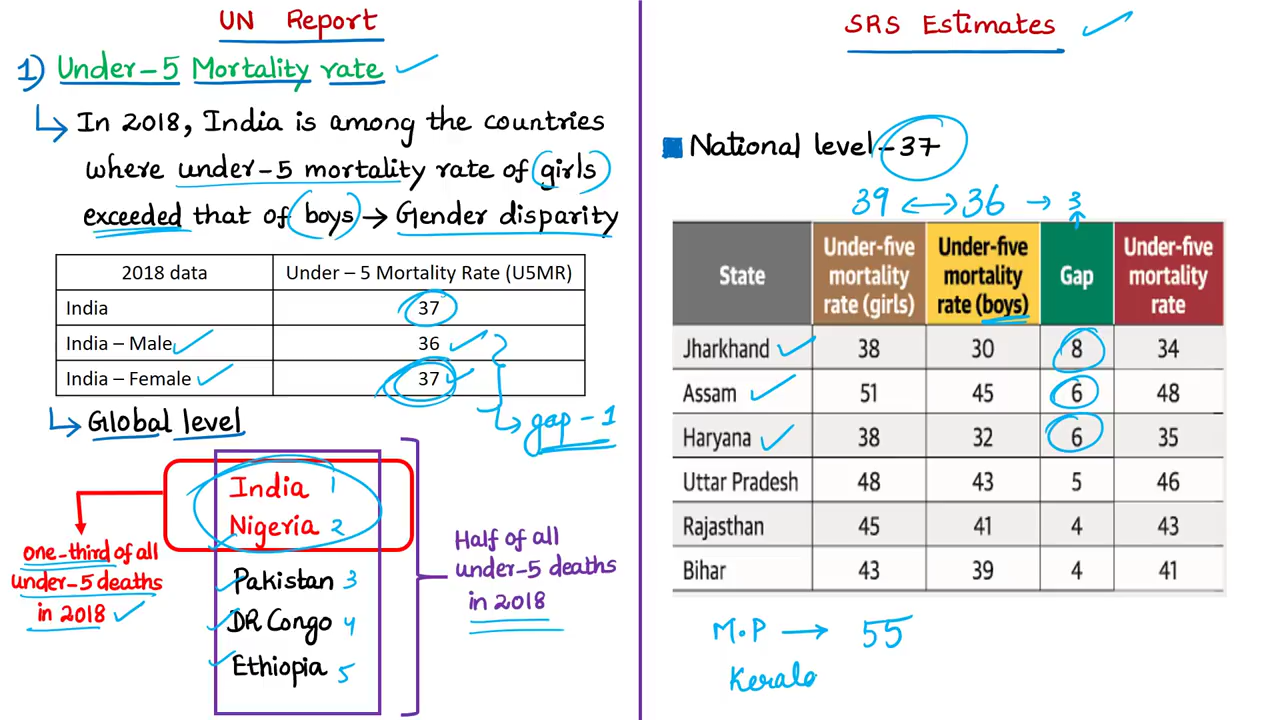 UN Report
1) Under-5 Mortality rate
In 2018, India is among the countries
where under-5 mortality rate of girls
exceeded that of boys → Gender disparity
2018 data Under – 5 Mortality Rate (U5MR)
India 37
India – Male 36
India – Female 37
gap - 1
Global level
India 1
Nigeria 2
Pakistan 3
DR Congo 4
Ethiopia 5
one-third of all
under-5 deaths
in 2018
Half of all
under-5 deaths
in 2018
SRS Estimates
National level - 37
39 ↔ 36 → 3
State Under-five mortality rate (girls) Under-five mortality rate (boys) Gap Under-five mortality rate
Jharkhand 38 30 8 34
Assam 51 45 6 48
Haryana 38 32 6 35
Uttar Pradesh 48 43 5 46
Rajasthan 45 41 4 43
Bihar 43 39 4 41
M.P → 55
Kerala